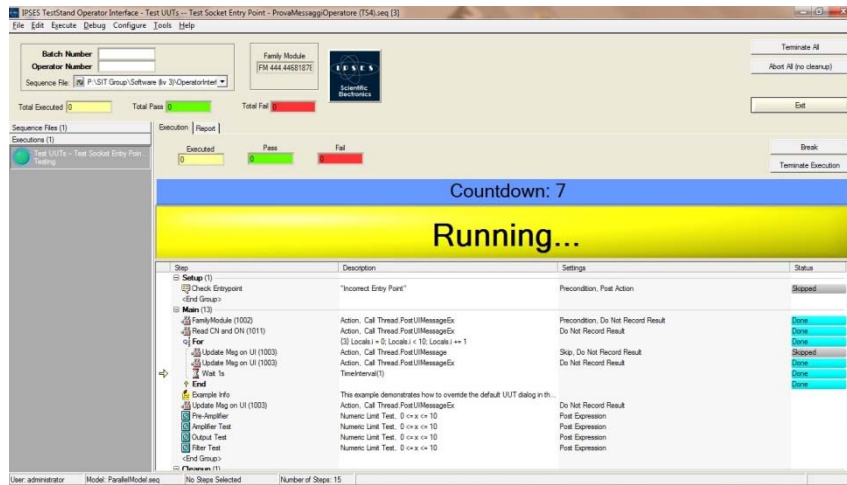 IPSES TestStand Operator Interface - Test UUTs -- Test Socket Entry Point - ProvaMessaggiOperatore (TS4).seq [3]
File Edit Execute Debug Configure Tools Help
Batch Number
Operator Number
Sequence File: P:\SIT Group\Software (liv 3)\OperatorInterf
Family Module
FM 444.44681878
IPSES
Scientific
Electronics
Terminate All
Abort All (no cleanup)
Exit
Total Executed 0 Total Pass 0 Total Fail 0
Sequence Files (1)
Executions (1)
Test UUTs - Test Socket Entry Poin...
Testing
Execution Report
Executed Pass Fail
0 0 0
Break
Terminate Execution
Countdown: 7
Running...
Step Description Settings Status
Setup (1)
Check Entrypoint "Incorrect Entry Point" Precondition, Post Action Skipped
<End Group>
Main (13)
FamilyModule (1002) Action, Call Thread.PostUIMessageEx Precondition, Do Not Record Result Done
Read CN and ON (1011) Action, Call Thread.PostUIMessageEx Do Not Record Result Done
For (3) Locals.i = 0; Locals.i < 10; Locals.i += 1 Done
Update Msg on UI (1003) Action, Call Thread.PostUIMessage Skip, Do Not Record Result Skipped
Update Msg on UI (1003) Action, Call Thread.PostUIMessageEx Do Not Record Result Done
Wait 1s TimeInterval(1) Done
End Done
Example Info This example demonstrates how to override the default UUT dialog in th...
Update Msg on UI (1003) Action, Call Thread.PostUIMessageEx Do Not Record Result
Pre-Amplifier Numeric Limit Test, 0 <= x <= 10 Post Expression
Amplifier Test Numeric Limit Test, 0 <= x <= 10 Post Expression
Output Test Numeric Limit Test, 0 <= x <= 10 Post Expression
Filter Test Numeric Limit Test, 0 <= x <= 10 Post Expression
<End Group>
Cleanup (1)
User: administrator Model: ParallelModel.seq No Steps Selected Number of Steps: 15